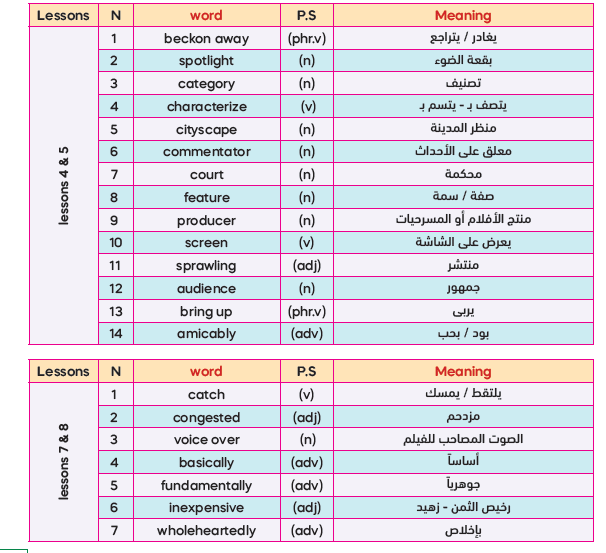 Lessons N word P.S Meaning
lessons 4 & 5
1 beckon away (phr.v) يغادر / يتراجع
2 spotlight (n) بقعة الضوء
3 category (n) تصنيف
4 characterize (v) يتصف بـ - يتسم بـ
5 cityscape (n) منظر المدينة
6 commentator (n) معلق على الأحداث
7 court (n) محكمة
8 feature (n) صفة / سمة
9 producer (n) منتج الأفلام أو المسرحيات
10 screen (v) يعرض على الشاشة
11 sprawling (adj) منتشر
12 audience (n) جمهور
13 bring up (phr.v) يربى
14 amicably (adv) بود / بحب
Lessons N word P.S Meaning
lessons 7 & 8
1 catch (v) يلتقط / يمسك
2 congested (adj) مزدحم
3 voice over (n) الصوت المصاحب للفيلم
4 basically (adv) أساساً
5 fundamentally (adv) جوهرياً
6 inexpensive (adj) رخيص الثمن - زهيد
7 wholeheartedly (adv) بإخلاص